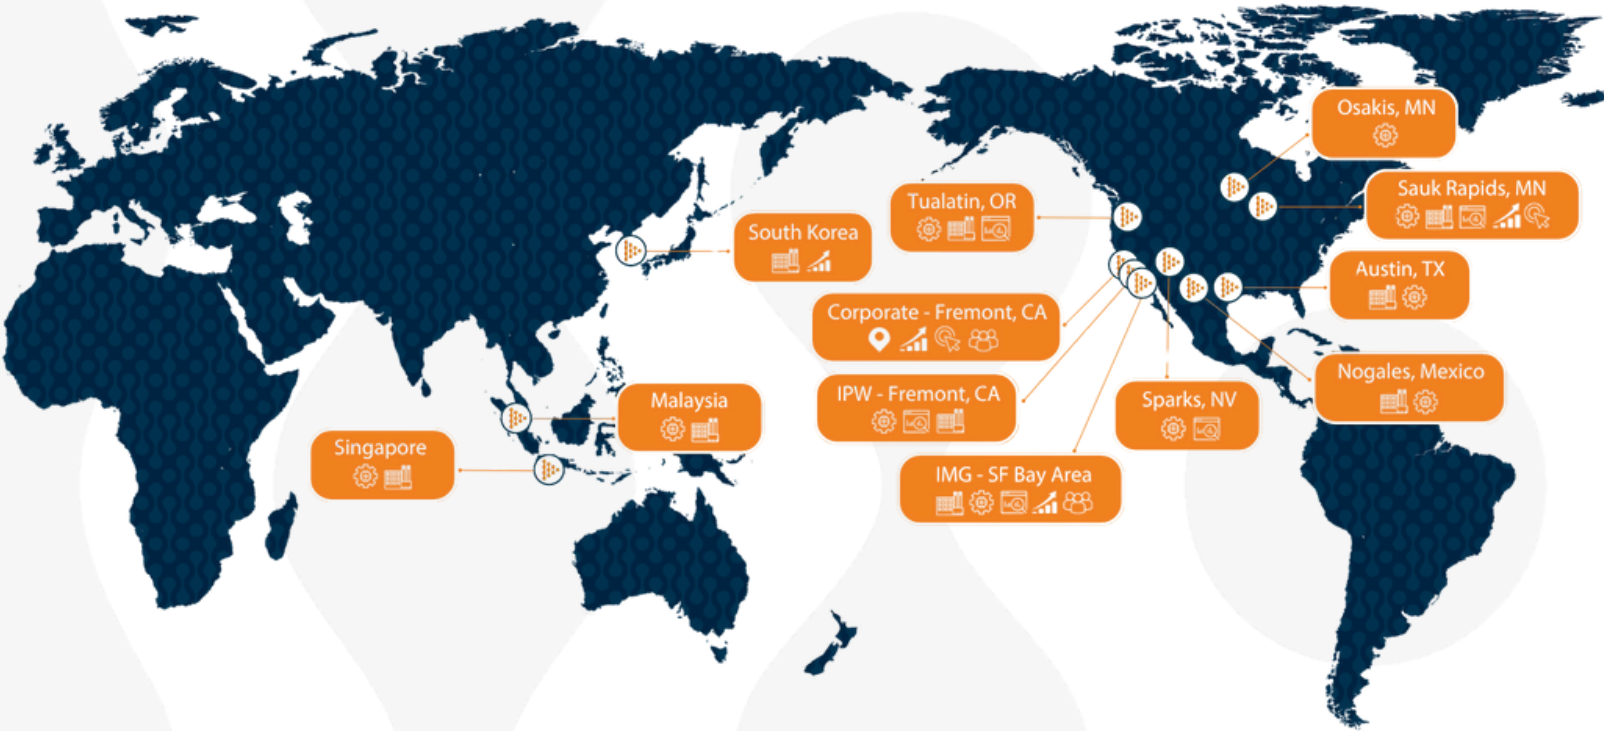 Osakis, MN
Sauk Rapids, MN
Tualatin, OR
South Korea
Austin, TX
Corporate - Fremont, CA
Nogales, Mexico
IPW - Fremont, CA
Sparks, NV
Malaysia
Singapore
IMG - SF Bay Area